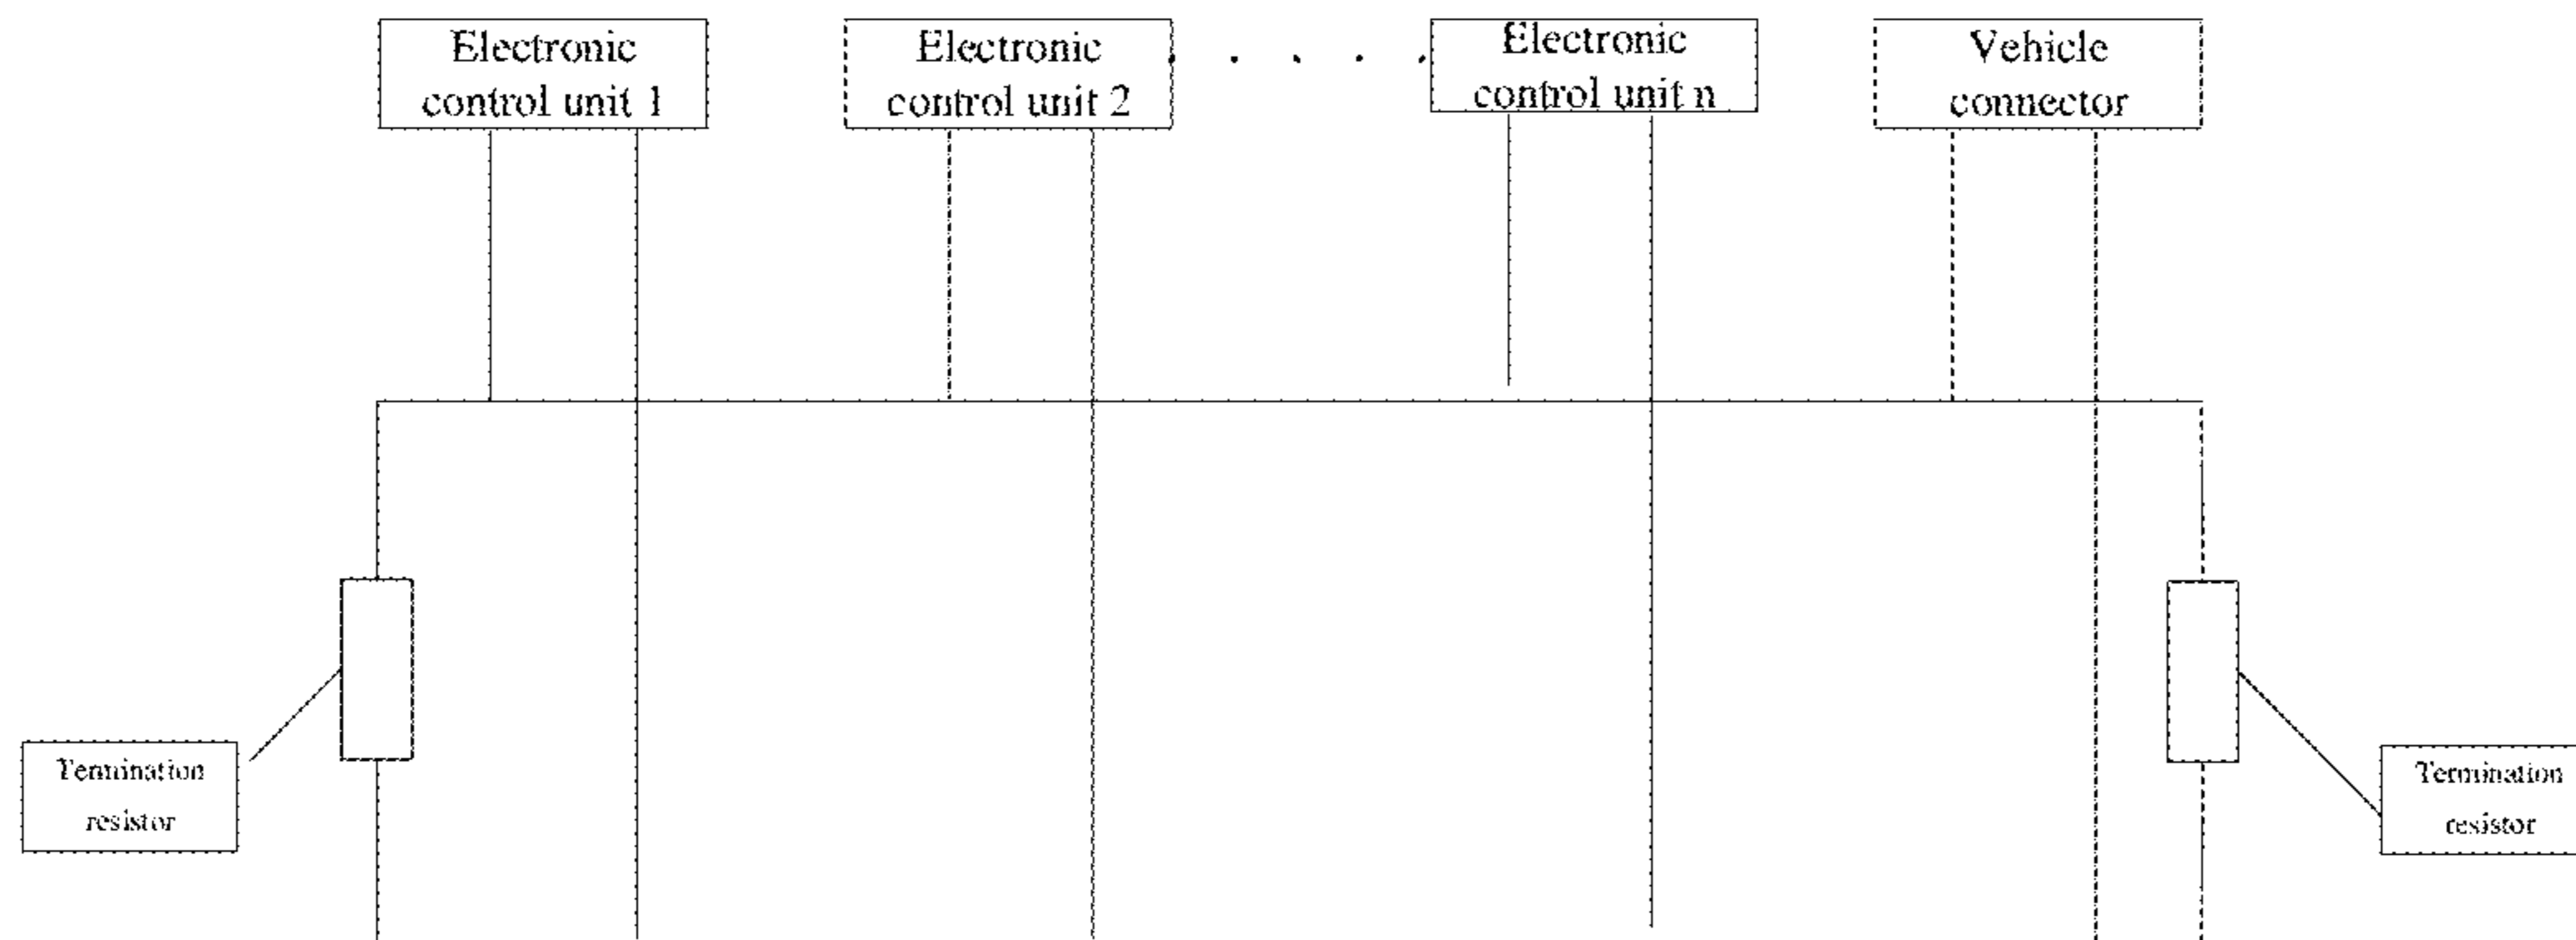 Electronic
control unit 1
Electronic
control unit 2
. . . . .
Electronic
control unit n
Vehicle
connector
Termination
resistor
Termination
resistor